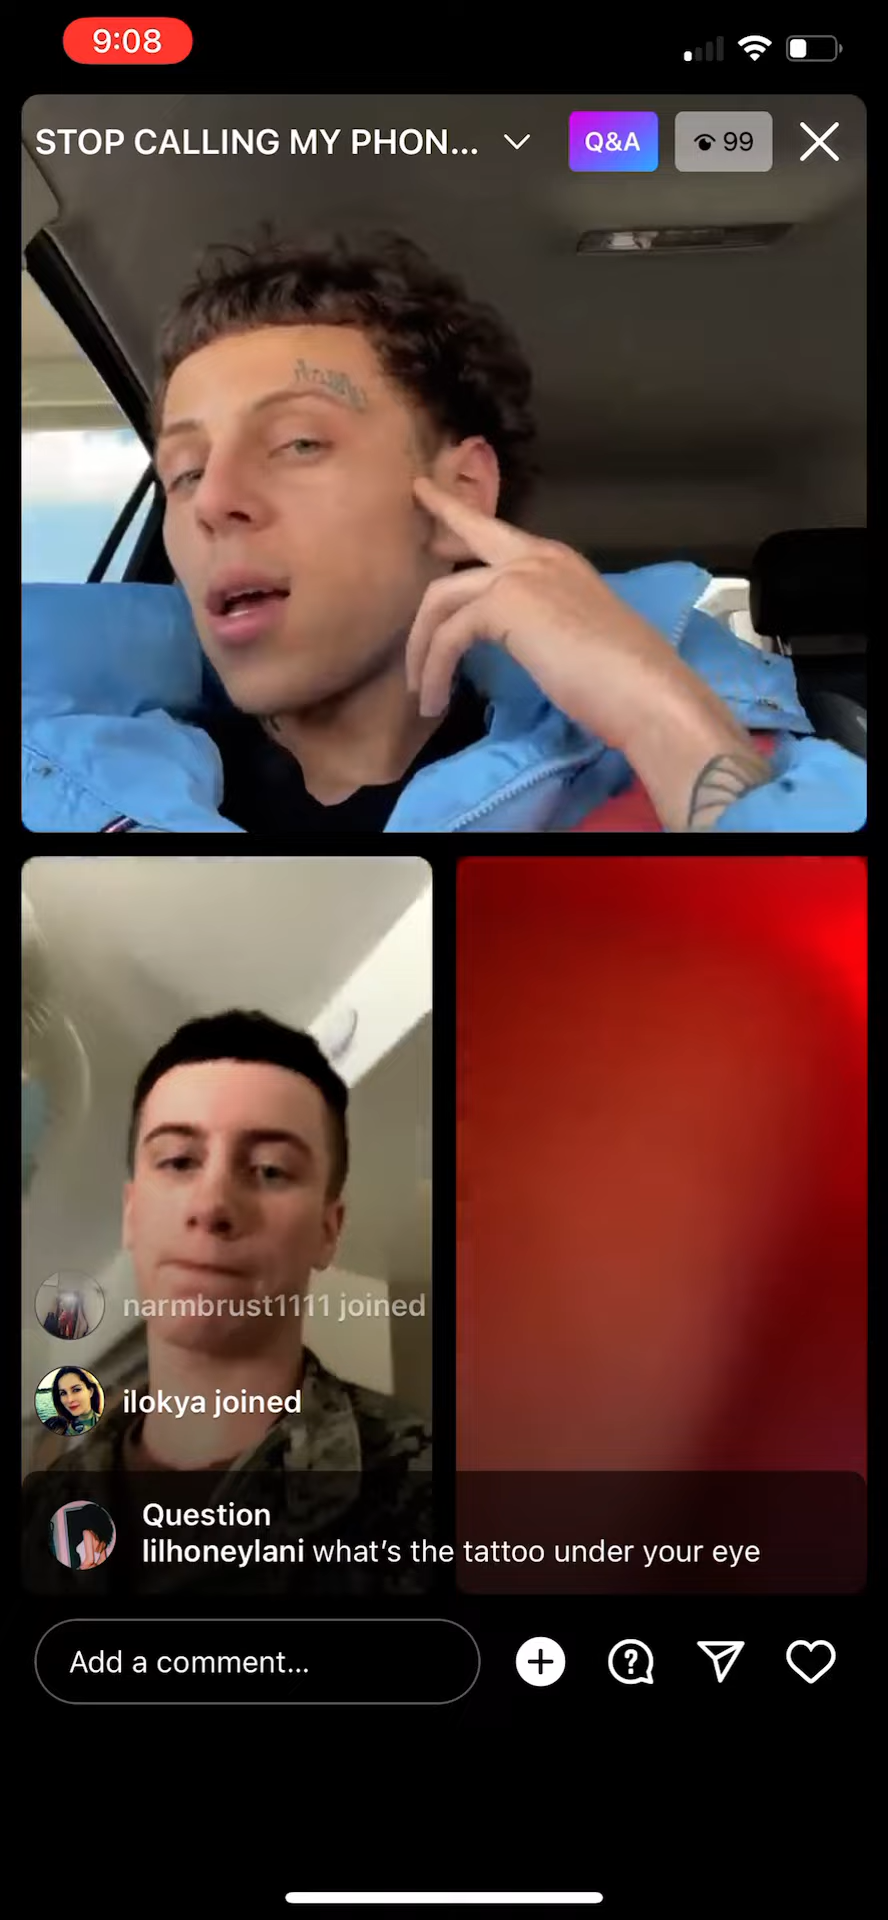 9:08
STOP CALLING MY PHON...
Q&A
99
narmbrust1111 joined
ilokya joined
Question
lilhoneylani what's the tattoo under your eye
Add a comment...